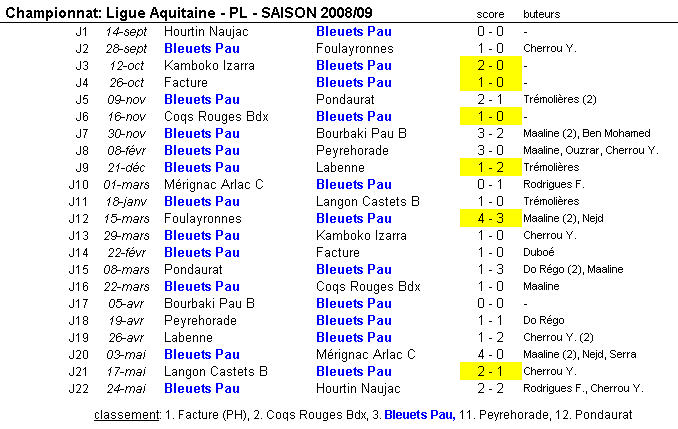 Championnat: Ligue Aquitaine - PL - SAISON 2008/09 score buteurs
J1 14-sept Hourtin Naujac Bleuets Pau 0 - 0 -
J2 28-sept Bleuets Pau Foulayronnes 1 - 0 Cherrou Y.
J3 12-oct Kamboko Izarra Bleuets Pau 2 - 0 -
J4 26-oct Facture Bleuets Pau 1 - 0 -
J5 09-nov Bleuets Pau Pondaurat 2 - 1 Trémolières (2)
J6 16-nov Coqs Rouges Bdx Bleuets Pau 1 - 0 -
J7 30-nov Bleuets Pau Bourbaki Pau B 3 - 2 Maaline (2), Ben Mohamed
J8 08-févr Bleuets Pau Peyrehorade 3 - 0 Maaline, Ouzrar, Cherrou Y.
J9 21-déc Bleuets Pau Labenne 1 - 2 Trémolières
J10 01-mars Mérignac Arlac C Bleuets Pau 0 - 1 Rodrigues F.
J11 18-janv Bleuets Pau Langon Castets B 1 - 0 Trémolières
J12 15-mars Foulayronnes Bleuets Pau 4 - 3 Maaline (2), Nejd
J13 29-mars Bleuets Pau Kamboko Izarra 1 - 0 Cherrou Y.
J14 22-févr Bleuets Pau Facture 1 - 0 Duboé
J15 08-mars Pondaurat Bleuets Pau 1 - 3 Do Régo (2), Maaline
J16 22-mars Bleuets Pau Coqs Rouges Bdx 1 - 0 Maaline
J17 05-avr Bourbaki Pau B Bleuets Pau 0 - 0 -
J18 19-avr Peyrehorade Bleuets Pau 1 - 1 Do Régo
J19 26-avr Labenne Bleuets Pau 1 - 2 Cherrou Y. (2)
J20 03-mai Bleuets Pau Mérignac Arlac C 4 - 0 Maaline (2), Nejd, Serra
J21 17-mai Langon Castets B Bleuets Pau 2 - 1 Cherrou Y.
J22 24-mai Bleuets Pau Hourtin Naujac 2 - 2 Rodrigues F., Cherrou Y.
classement: 1. Facture (PH), 2. Coqs Rouges Bdx, 3. Bleuets Pau, 11. Peyrehorade, 12. Pondaurat